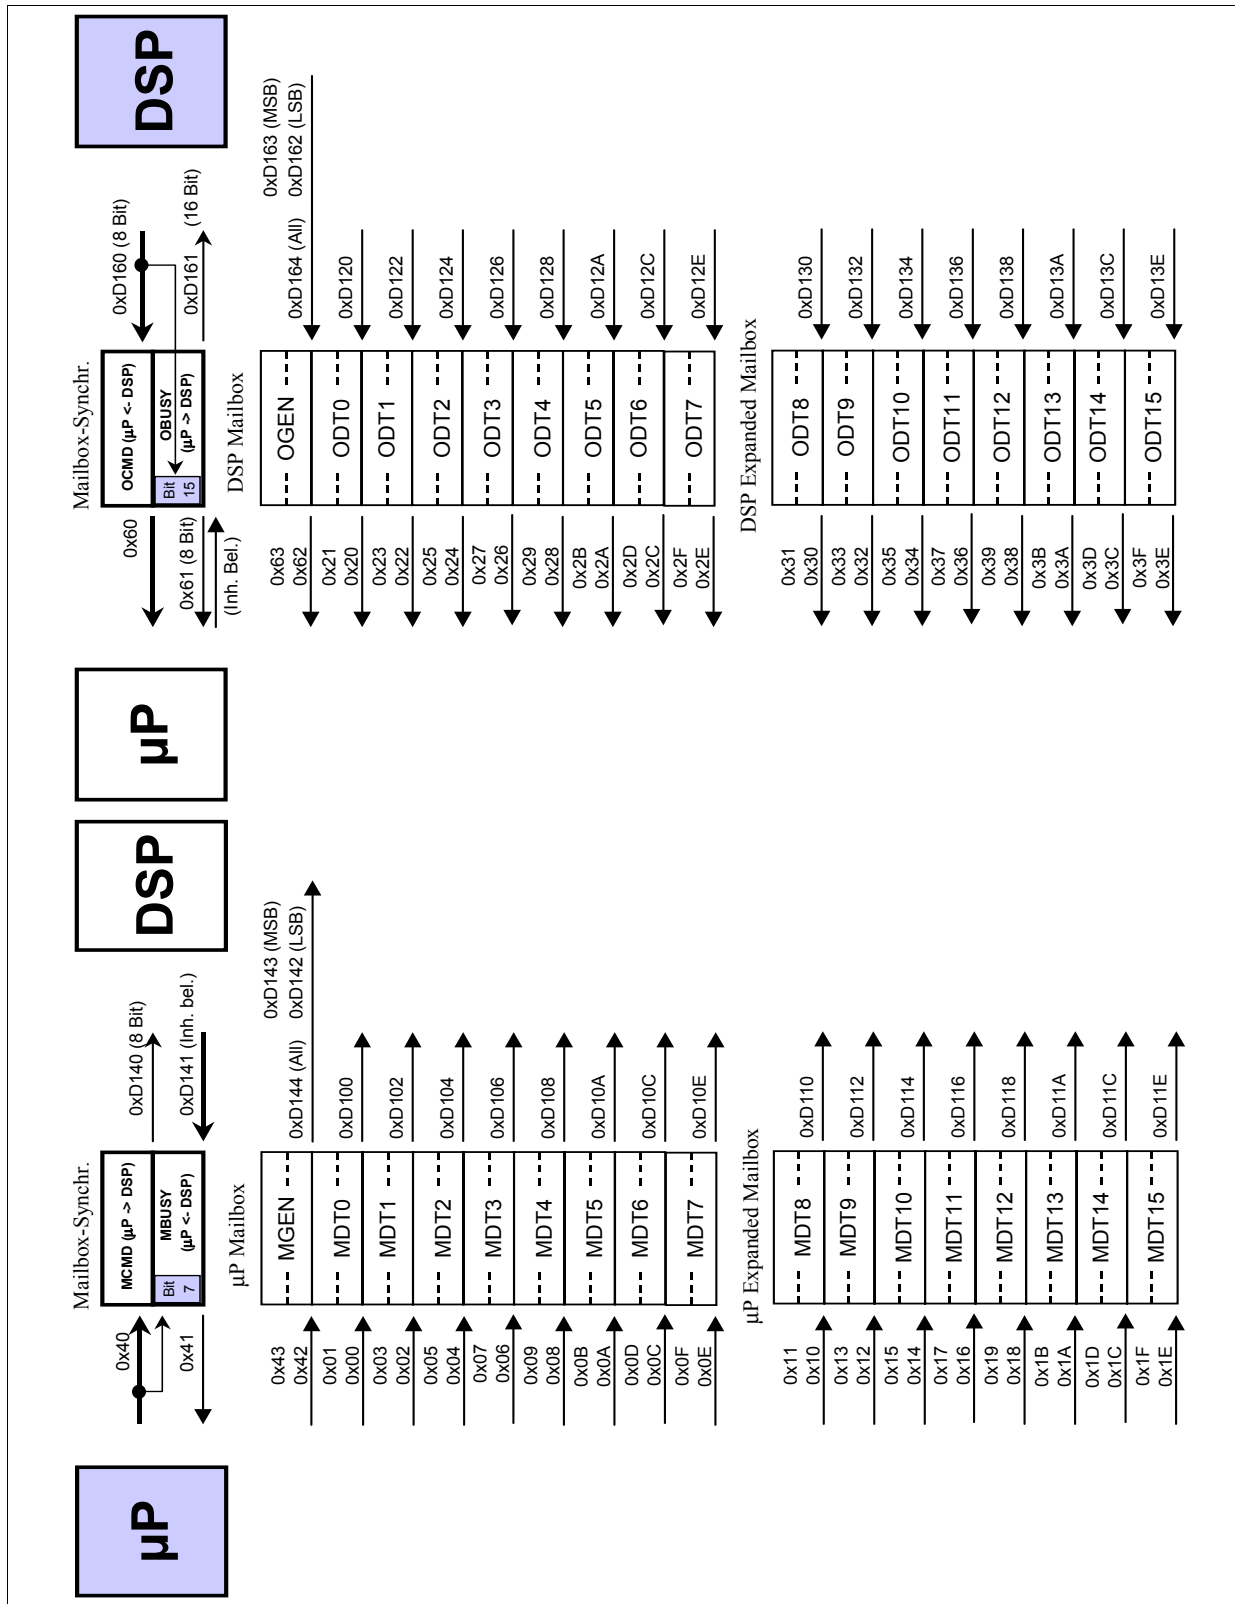 µP
DSP
Mailbox-Synchr.
0x40
MCMD (µP -> DSP)
0xD140 (8 Bit)
0x41
Bit
7
MBUSY
(µP <- DSP)
0xD141 (Inh. bel.)
µP Mailbox
0x43
0x42
MGEN
0xD144 (All)
0xD143 (MSB)
0xD142 (LSB)
0x01
0x00
MDT0
0xD100
0x03
0x02
MDT1
0xD102
0x05
0x04
MDT2
0xD104
0x07
0x06
MDT3
0xD106
0x09
0x08
MDT4
0xD108
0x0B
0x0A
MDT5
0xD10A
0x0D
0x0C
MDT6
0xD10C
0x0F
0x0E
MDT7
0xD10E
µP Expanded Mailbox
0x11
0x10
MDT8
0xD110
0x13
0x12
MDT9
0xD112
0x15
0x14
MDT10
0xD114
0x17
0x16
MDT11
0xD116
0x19
0x18
MDT12
0xD118
0x1B
0x1A
MDT13
0xD11A
0x1D
0x1C
MDT14
0xD11C
0x1F
0x1E
MDT15
0xD11E
µP
DSP
Mailbox-Synchr.
0x60
OCMD (µP <- DSP)
0xD160 (8 Bit)
0x61 (8 Bit)
(Inh. Bel.)
Bit
15
OBUSY
(µP -> DSP)
0xD161
(16 Bit)
DSP Mailbox
0x63
0x62
OGEN
0xD164 (All)
0xD163 (MSB)
0xD162 (LSB)
0x21
0x20
ODT0
0xD120
0x23
0x22
ODT1
0xD122
0x25
0x24
ODT2
0xD124
0x27
0x26
ODT3
0xD126
0x29
0x28
ODT4
0xD128
0x2B
0x2A
ODT5
0xD12A
0x2D
0x2C
ODT6
0xD12C
0x2F
0x2E
ODT7
0xD12E
DSP Expanded Mailbox
0x31
0x30
ODT8
0xD130
0x33
0x32
ODT9
0xD132
0x35
0x34
ODT10
0xD134
0x37
0x36
ODT11
0xD136
0x39
0x38
ODT12
0xD138
0x3B
0x3A
ODT13
0xD13A
0x3D
0x3C
ODT14
0xD13C
0x3F
0x3E
ODT15
0xD13E